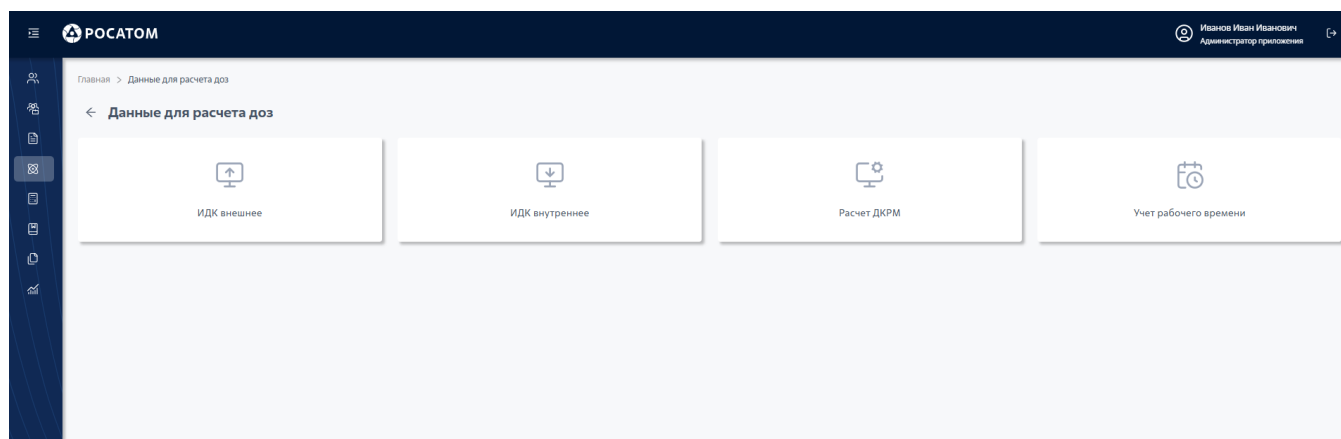 РОСАТОМ
Иванов Иван Иванович
Администратор приложения
Главная > Данные для расчета доз
← Данные для расчета доз
ИДК внешнее
ИДК внутреннее
Расчет ДКРМ
Учет рабочего времени